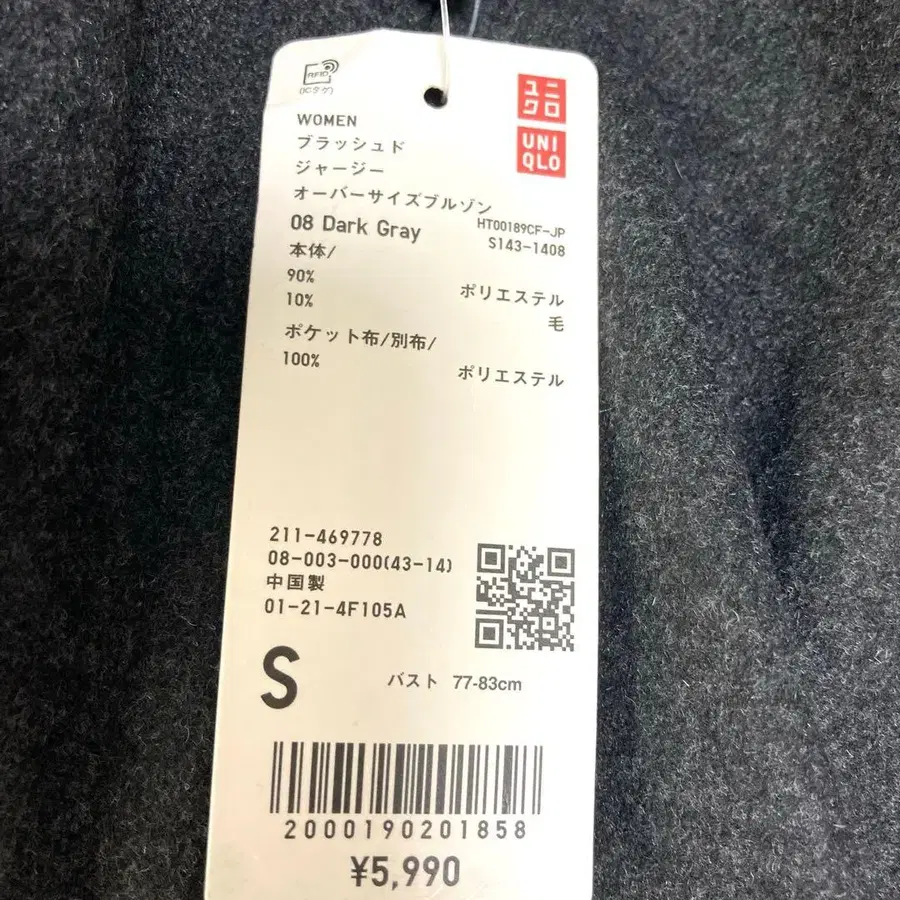 RFID
(ICタグ)
ユニ
クロ
UNI
QLO
WOMEN
ブラッシュド
ジャージー
オーバーサイズブルゾン
08 Dark Gray
HT00189CF-JP
S143-1408
本体/
90% ポリエステル
10% 毛
ポケット布/別布/
100% ポリエステル
211-469778
08-003-000(43-14)
中国製
01-21-4F105A
S
バスト 77-83cm
2000190201858
¥5,990